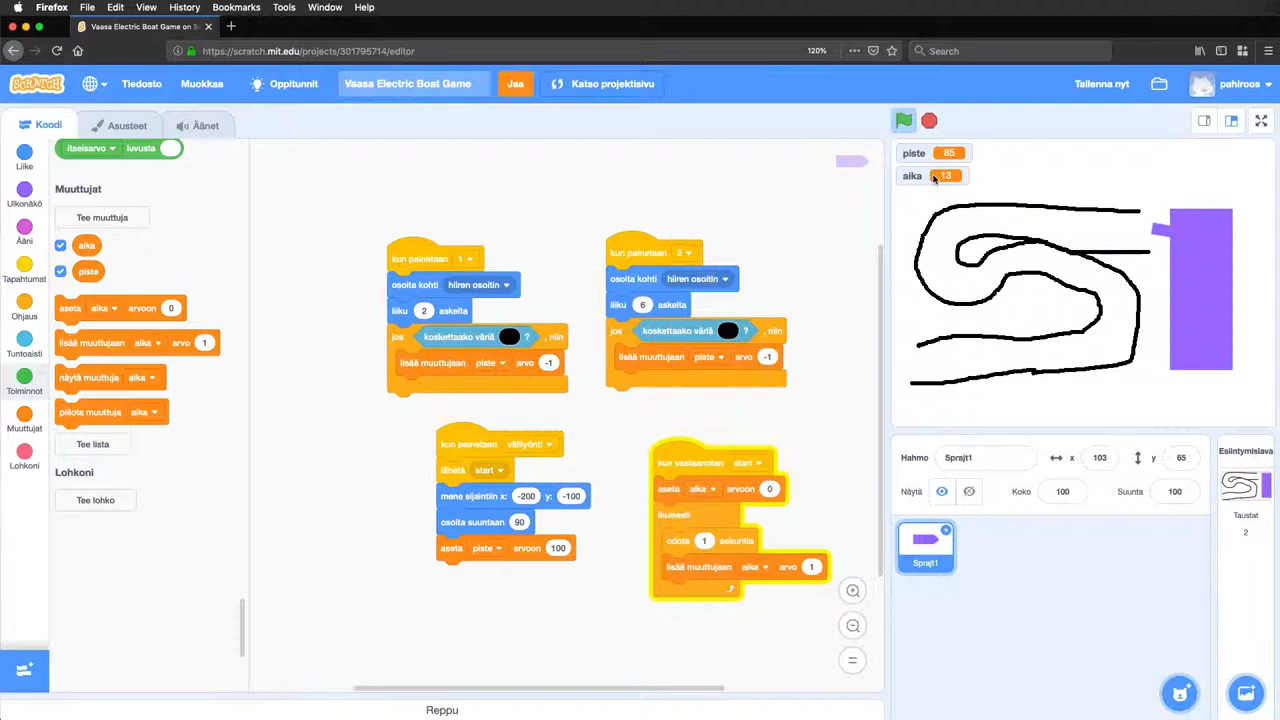 Firefox File Edit View History Bookmarks Tools Window Help
Vaasa Electric Boat Game on S
https://scratch.mit.edu/projects/301795714/editor 120% Search
SCRATCH Tiedosto Muokkaa Oppitunnit Vaasa Electric Boat Game Jaa Katso projektisivu Tallenna nyt pahlroos
Koodi Asusteet Äänet
itseisarvo luvusta
Liike
Ulkonäkö
Ääni
Tapahtumat
Ohjaus
Tuntoaisti
Toiminnot
Muuttujat
Lohkoni
Muuttujat
Tee muuttuja
aika
piste
aseta aika arvoon 0
lisää muuttujaan aika arvo 1
näytä muuttuja aika
piilota muuttuja aika
Tee lista
Lohkoni
Tee lohko
kun painetaan 1
osoita kohti hiiren osoitin
liiku 2 askelta
jos koskettaako väriä ? , niin
lisää muuttujaan piste arvo -1
kun painetaan 2
osoita kohti hiiren osoitin
liiku 6 askelta
jos koskettaako väriä ? , niin
lisää muuttujaan piste arvo -1
kun painetaan välilyönti
lähetä start
mene sijaintiin x: -200 y: -100
osoita suuntaan 90
aseta piste arvoon 100
kun vastaanotan start
aseta aika arvoon 0
ikuisesti
odota 1 sekuntia
lisää muuttujaan aika arvo 1
Reppu
piste 85
aika 13
Hahmo Sprajt1 x 103 y 65
Näytä Koko 100 Suunta 100
Sprajt1
Esiintymislava
Taustat
2